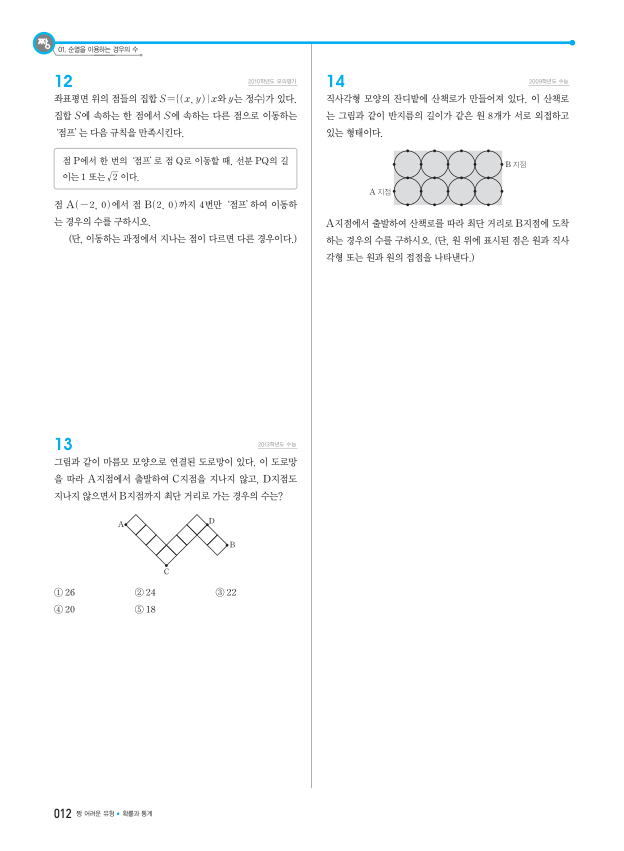 짱
01. 순열을 이용하는 경우의 수
12
2010학년도 모의평가
좌표평면 위의 점들의 집합 S={(x, y)|x와 y는 정수}가 있다.
집합 S에 속하는 한 점에서 S에 속하는 다른 점으로 이동하는
‘점프’는 다음 규칙을 만족시킨다.
점 P에서 한 번의 ‘점프’로 점 Q로 이동할 때, 선분 PQ의 길
이는 1 또는 √2 이다.
점 A(−2, 0)에서 점 B(2, 0)까지 4번만 ‘점프’하여 이동하
는 경우의 수를 구하시오.
(단, 이동하는 과정에서 지나는 점이 다르면 다른 경우이다.)
13
2013학년도 수능
그림과 같이 마름모 모양으로 연결된 도로망이 있다. 이 도로망
을 따라 A지점에서 출발하여 C지점을 지나지 않고, D지점도
지나지 않으면서 B지점까지 최단 거리로 가는 경우의 수는?
A
D
B
C
① 26 ② 24 ③ 22
④ 20 ⑤ 18
14
2009학년도 수능
직사각형 모양의 잔디밭에 산책로가 만들어져 있다. 이 산책로
는 그림과 같이 반지름의 길이가 같은 원 8개가 서로 외접하고
있는 형태이다.
B 지점
A 지점
A지점에서 출발하여 산책로를 따라 최단 거리로 B지점에 도착
하는 경우의 수를 구하시오. (단, 원 위에 표시된 점은 원과 직사
각형 또는 원과 원의 접점을 나타낸다.)
012 짱 어려운 유형 • 확률과 통계